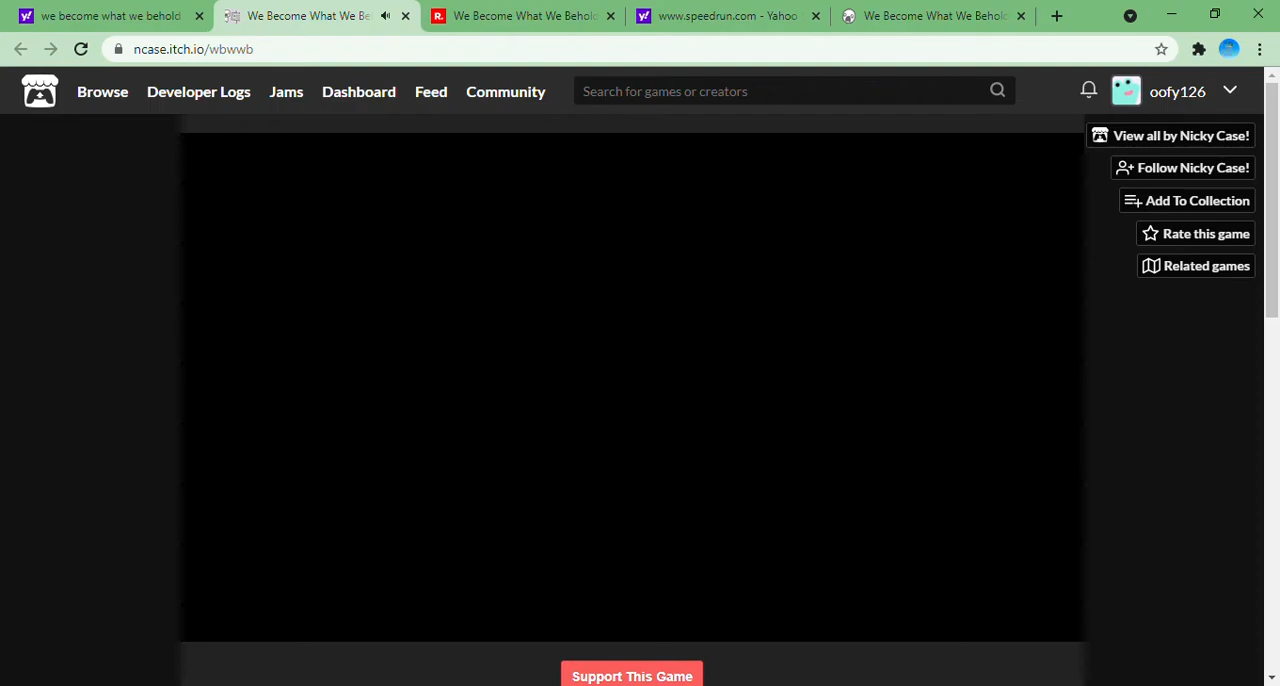 we become what we behold
We Become What We Be
We Become What We Behold
www.speedrun.com - Yahoo
We Become What We Behold
ncase.itch.io/wbwwb
Browse Developer Logs Jams Dashboard Feed Community Search for games or creators oofy126
View all by Nicky Case!
Follow Nicky Case!
Add To Collection
Rate this game
Related games
Support This Game